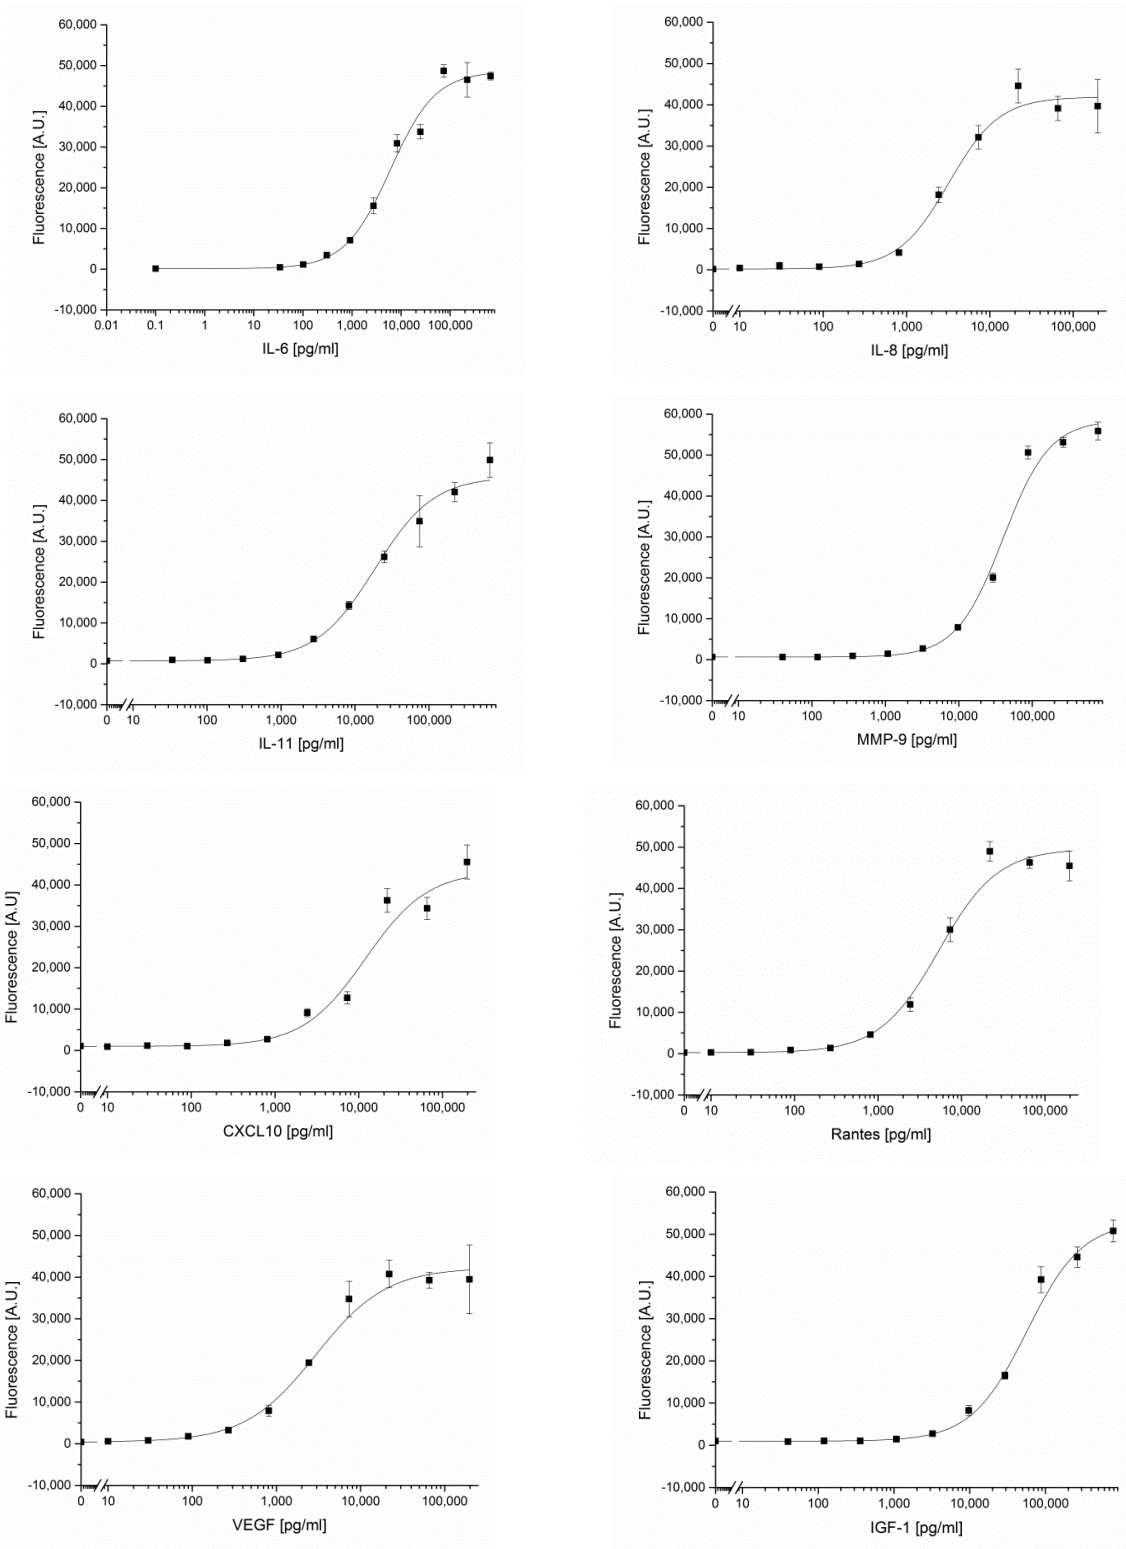 60,000
50,000
40,000
30,000
20,000
10,000
0
-10,000
Fluorescence [A.U.]
0.01 0.1 1 10 100 1,000 10,000 100,000
IL-6 [pg/ml]
60,000
50,000
40,000
30,000
20,000
10,000
0
-10,000
Fluorescence [A.U.]
0 10 100 1,000 10,000 100,000
IL-8 [pg/ml]
60,000
50,000
40,000
30,000
20,000
10,000
0
-10,000
Fluorescence [A.U.]
0 10 100 1,000 10,000 100,000
IL-11 [pg/ml]
60,000
50,000
40,000
30,000
20,000
10,000
0
-10,000
Fluorescence [A.U.]
0 10 100 1,000 10,000 100,000
MMP-9 [pg/ml]
60,000
50,000
40,000
30,000
20,000
10,000
0
-10,000
Fluorescence [A.U]
0 10 100 1,000 10,000 100,000
CXCL10 [pg/ml]
60,000
50,000
40,000
30,000
20,000
10,000
0
-10,000
Fluorescence [A.U.]
0 10 100 1,000 10,000 100,000
Rantes [pg/ml]
60,000
50,000
40,000
30,000
20,000
10,000
0
-10,000
Fluorescence [A.U.]
0 10 100 1,000 10,000 100,000
VEGF [pg/ml]
60,000
50,000
40,000
30,000
20,000
10,000
0
-10,000
Fluorescence [A.U.]
0 10 100 1,000 10,000 100,000
IGF-1 [pg/ml]